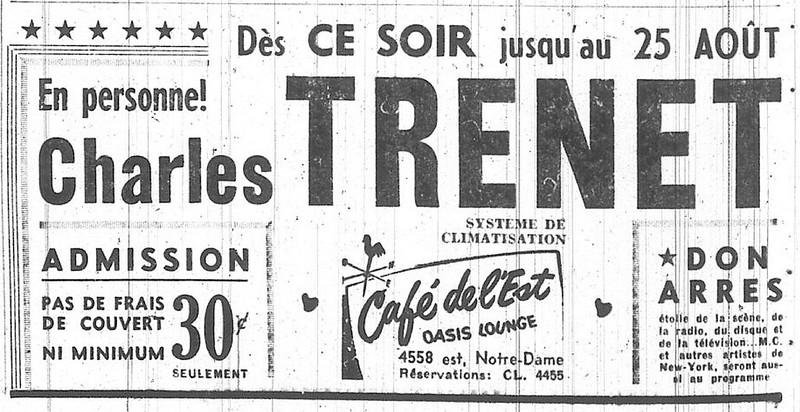 Dès CE SOIR jusqu'au 25 AOÛT
En personne!
Charles TRENET
ADMISSION
PAS DE FRAIS
DE COUVERT
NI MINIMUM
30¢
SEULEMENT
SYSTEME DE
CLIMATISATION
Café de l'Est
OASIS LOUNGE
4558 est, Notre-Dame
Réservations: CL. 4455
★ DON
ARRES
étoile de la scène, de
la radio, du disque et
de la télévision...M.C.
et autres artistes de
New-York, seront aus-
si au programme